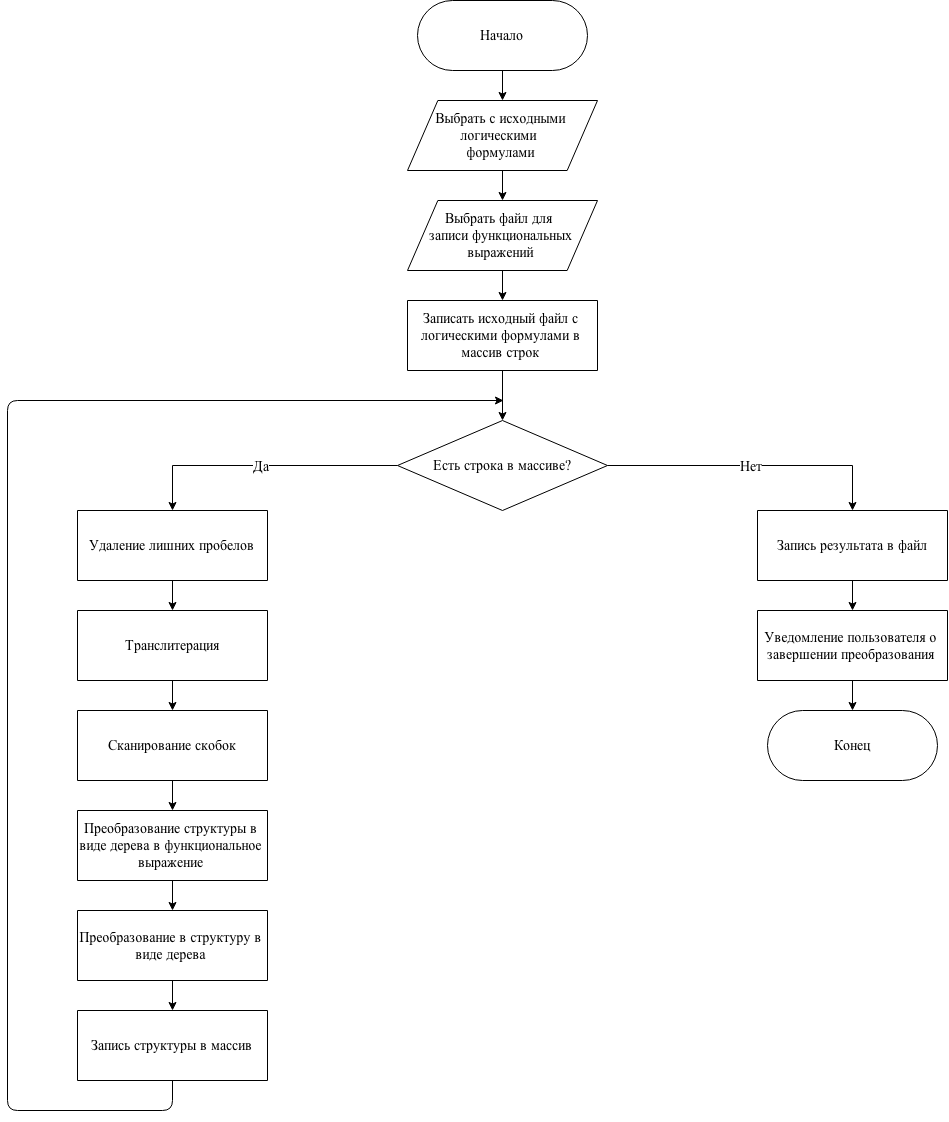 Начало
Выбрать с исходными
логическими
формулами
Выбрать файл для
записи функциональных
выражений
Записать исходный файл с
логическими формулами в
массив строк
Есть строка в массиве?
Да
Нет
Удаление лишних пробелов
Транслитерация
Сканирование скобок
Преобразование структуры в
виде дерева в функциональное
выражение
Преобразование в структуру в
виде дерева
Запись структуры в массив
Запись результата в файл
Уведомление пользователя о
завершении преобразования
Конец